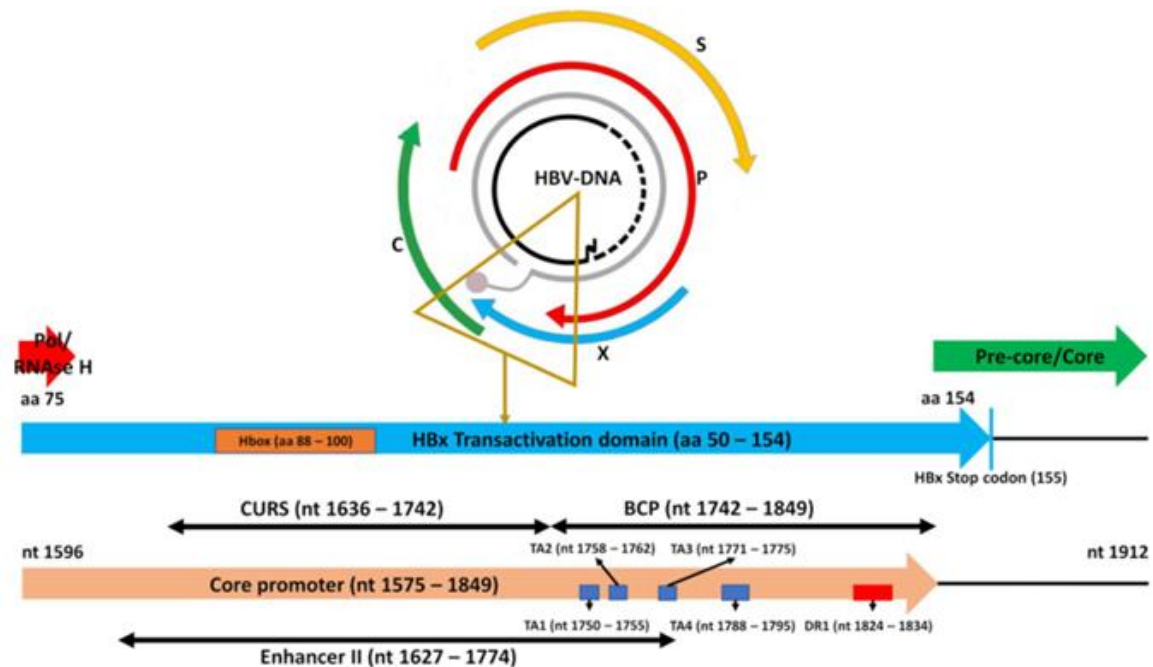 S
HBV-DNA
P
C
X
Pol/
RNAse H
Pre-core/Core
aa 75
aa 154
Hbox (aa 88 – 100)
HBx Transactivation domain (aa 50 – 154)
HBx Stop codon (155)
CURS (nt 1636 – 1742)
BCP (nt 1742 – 1849)
nt 1596
TA2 (nt 1758 – 1762)
TA3 (nt 1771 – 1775)
nt 1912
Core promoter (nt 1575 – 1849)
TA1 (nt 1750 – 1755)
TA4 (nt 1788 – 1795)
DR1 (nt 1824 – 1834)
Enhancer II (nt 1627 – 1774)